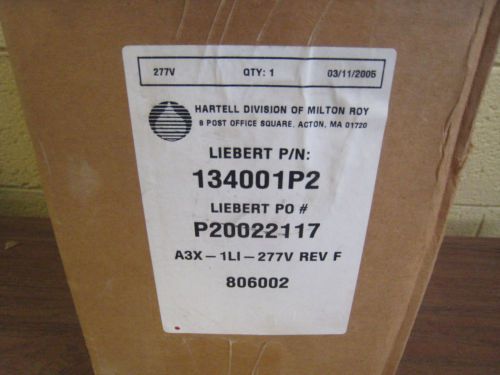 277V QTY: 1 03/11/2005
HARTELL DIVISION OF MILTON ROY
8 POST OFFICE SQUARE, ACTON, MA 01720
LIEBERT P/N:
134001P2
LIEBERT PO #
P20022117
A3X-1LI-277V REV F
806002